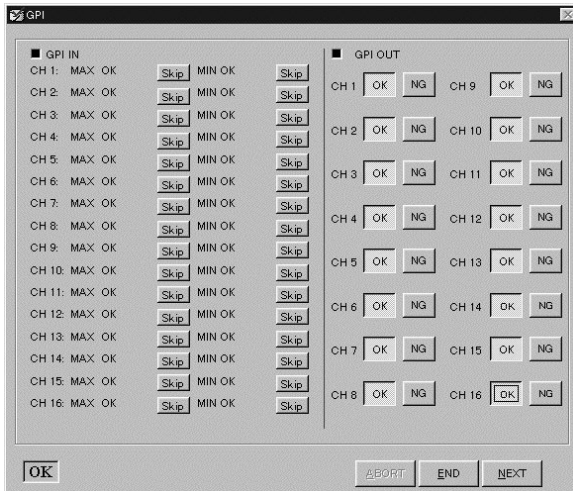 GPI
GPI IN
CH 1: MAX OK Skip MIN OK Skip
CH 2: MAX OK Skip MIN OK Skip
CH 3: MAX OK Skip MIN OK Skip
CH 4: MAX OK Skip MIN OK Skip
CH 5: MAX OK Skip MIN OK Skip
CH 6: MAX OK Skip MIN OK Skip
CH 7: MAX OK Skip MIN OK Skip
CH 8: MAX OK Skip MIN OK Skip
CH 9: MAX OK Skip MIN OK Skip
CH 10: MAX OK Skip MIN OK Skip
CH 11: MAX OK Skip MIN OK Skip
CH 12: MAX OK Skip MIN OK Skip
CH 13: MAX OK Skip MIN OK Skip
CH 14: MAX OK Skip MIN OK Skip
CH 15: MAX OK Skip MIN OK Skip
CH 16: MAX OK Skip MIN OK Skip
GPI OUT
CH 1 OK NG CH 9 OK NG
CH 2 OK NG CH 10 OK NG
CH 3 OK NG CH 11 OK NG
CH 4 OK NG CH 12 OK NG
CH 5 OK NG CH 13 OK NG
CH 6 OK NG CH 14 OK NG
CH 7 OK NG CH 15 OK NG
CH 8 OK NG CH 16 OK NG
OK ABORT END NEXT